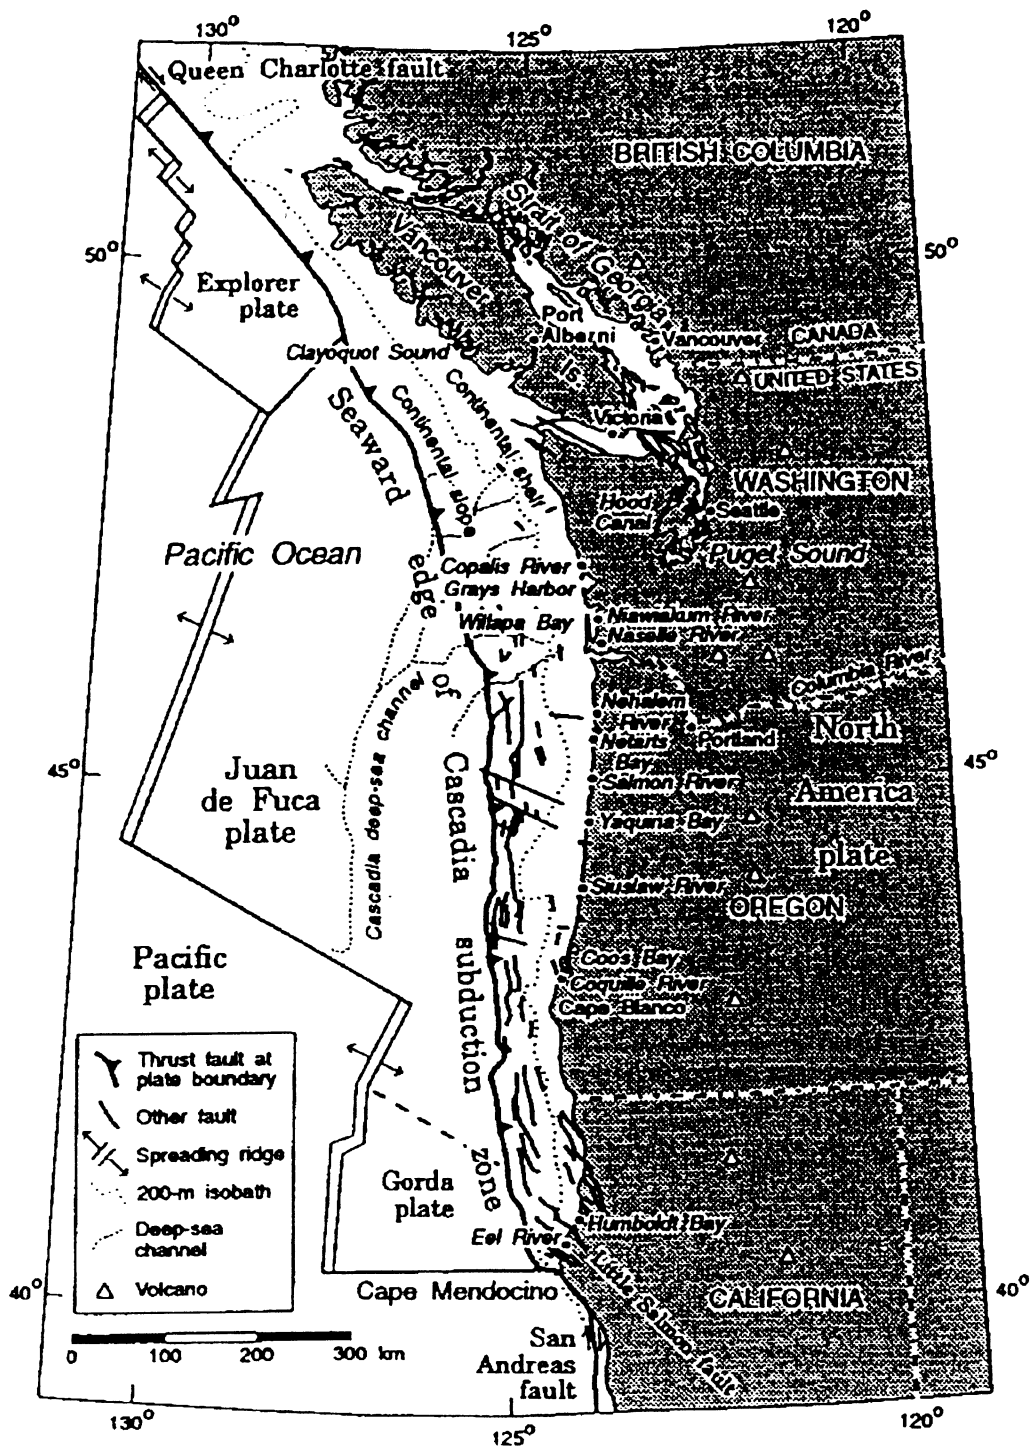 130°
125°
120°
Queen Charlotte fault
BRITISH COLUMBIA
Strait of Georgia
Vancouver
Is.
50°
50°
Explorer
plate
Port
Alberni
Vancouver
CANADA
UNITED STATES
Clayoquot Sound
Continental shelf
Continental slope
Victoria
Seaward
edge
of
Cascadia
subduction
zone
WASHINGTON
Hood
Canal
Seattle
Puget Sound
Pacific Ocean
Copalis River
Grays Harbor
Willapa Bay
Niawiakum River
Naselle River
Columbia River
Cascadia deep-sea channel
Nehalem
River
Netarts
Bay
Portland
North
America
plate
45°
45°
Juan
de Fuca
plate
Salmon River
Yaquina Bay
Siuslaw River
OREGON
Pacific
plate
Coos Bay
Coquille River
Cape Blanco
Thrust fault at
plate boundary
Other fault
Spreading ridge
200-m isobath
Deep-sea
channel
Volcano
Gorda
plate
Eel River
Humboldt Bay
Little Salmon fault
40°
40°
Cape Mendocino
CALIFORNIA
San
Andreas
fault
0 100 200 300 km
130°
125°
120°